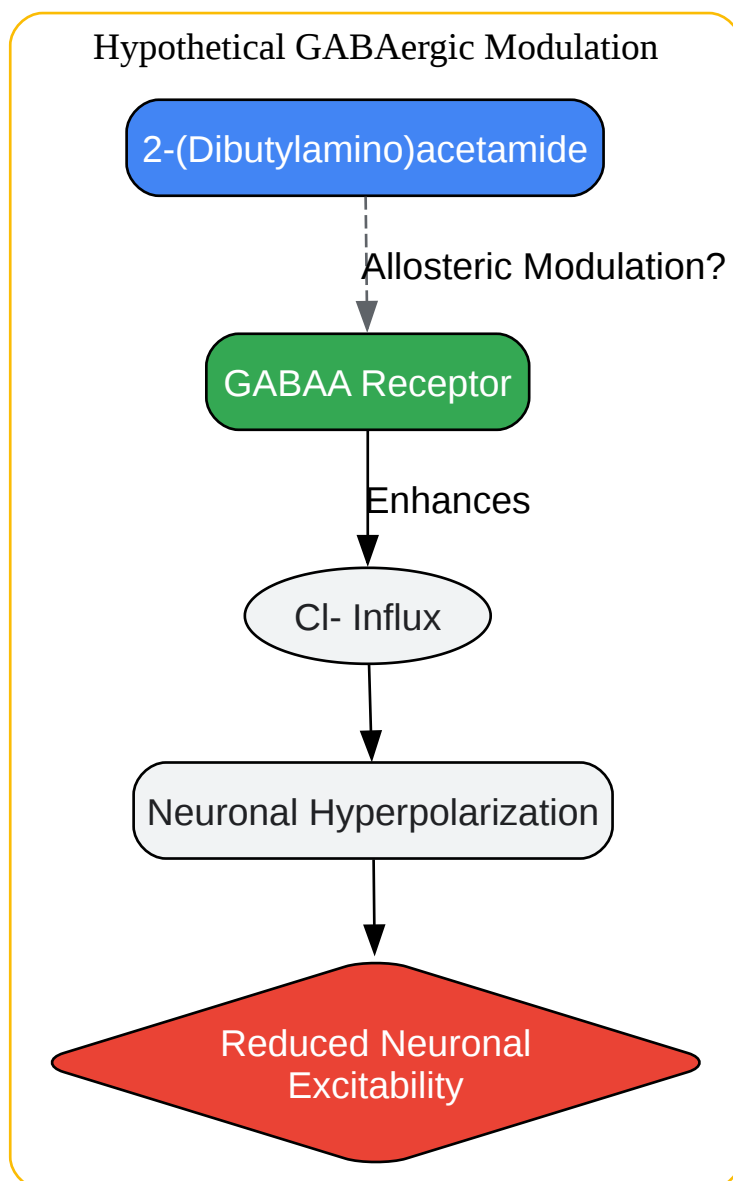 Hypothetical GABAergic Modulation
2-(Dibutylamino)acetamide
Allosteric Modulation?
GABAA Receptor
Enhances
Cl- Influx
Neuronal Hyperpolarization
Reduced Neuronal
Excitability